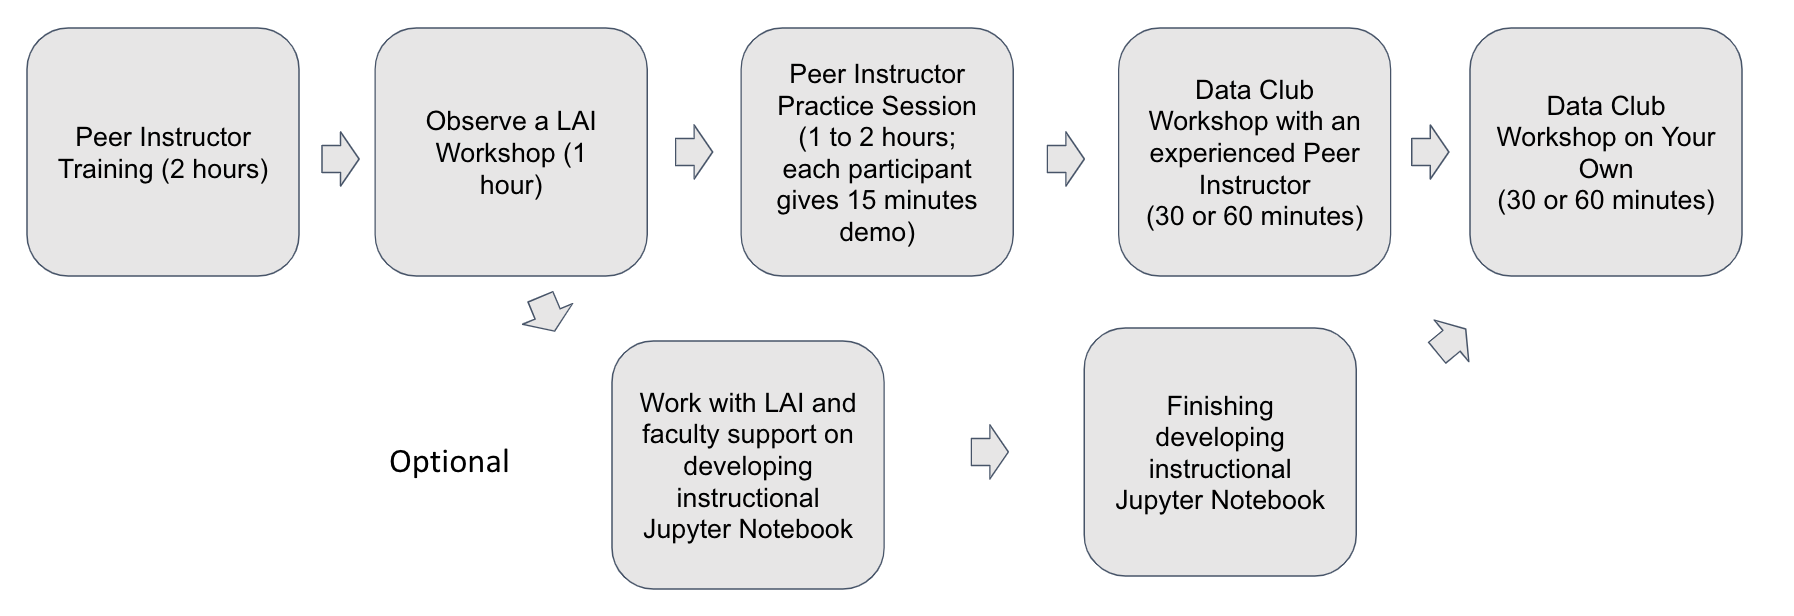 Peer Instructor
Training (2 hours)
Observe a LAI
Workshop (1
hour)
Peer Instructor
Practice Session
(1 to 2 hours;
each participant
gives 15 minutes
demo)
Data Club
Workshop with an
experienced Peer
Instructor
(30 or 60 minutes)
Data Club
Workshop on Your
Own
(30 or 60 minutes)
Optional
Work with LAI and
faculty support on
developing
instructional
Jupyter Notebook
Finishing
developing
instructional
Jupyter Notebook